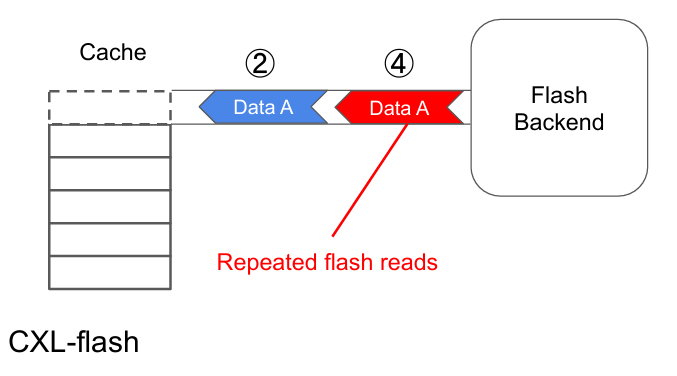 Cache
②
④
Data A
Data A
Flash
Backend
Repeated flash reads
CXL-flash